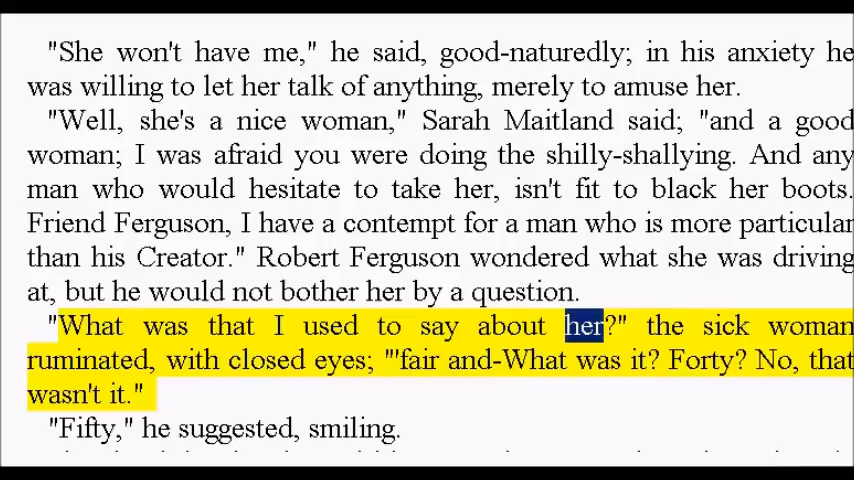 "She won't have me," he said, good-naturedly; in his anxiety he
was willing to let her talk of anything, merely to amuse her.
"Well, she's a nice woman," Sarah Maitland said; "and a good
woman; I was afraid you were doing the shilly-shallying. And any
man who would hesitate to take her, isn't fit to black her boots.
Friend Ferguson, I have a contempt for a man who is more particular
than his Creator." Robert Ferguson wondered what she was driving
at, but he would not bother her by a question.
"What was that I used to say about her?" the sick woman
ruminated, with closed eyes; "'fair and-What was it? Forty? No, that
wasn't it."
"Fifty," he suggested, smiling.